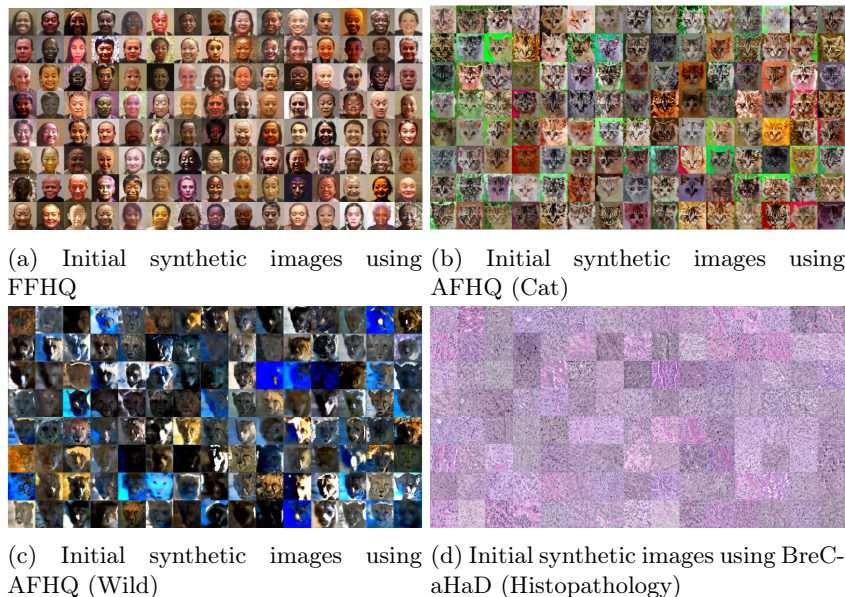 (a) Initial synthetic images using
FFHQ
(b) Initial synthetic images using
AFHQ (Cat)
(c) Initial synthetic images using
AFHQ (Wild)
(d) Initial synthetic images using BreC-
aHaD (Histopathology)